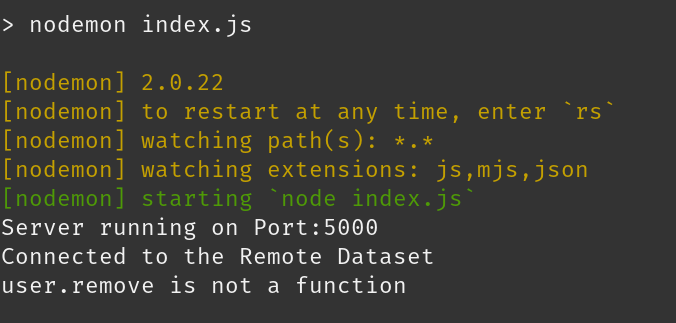 > nodemon index.js
[nodemon] 2.0.22
[nodemon] to restart at any time, enter `rs`
[nodemon] watching path(s): *.*
[nodemon] watching extensions: js,mjs,json
[nodemon] starting `node index.js`
Server running on Port:5000
Connected to the Remote Dataset
user.remove is not a function